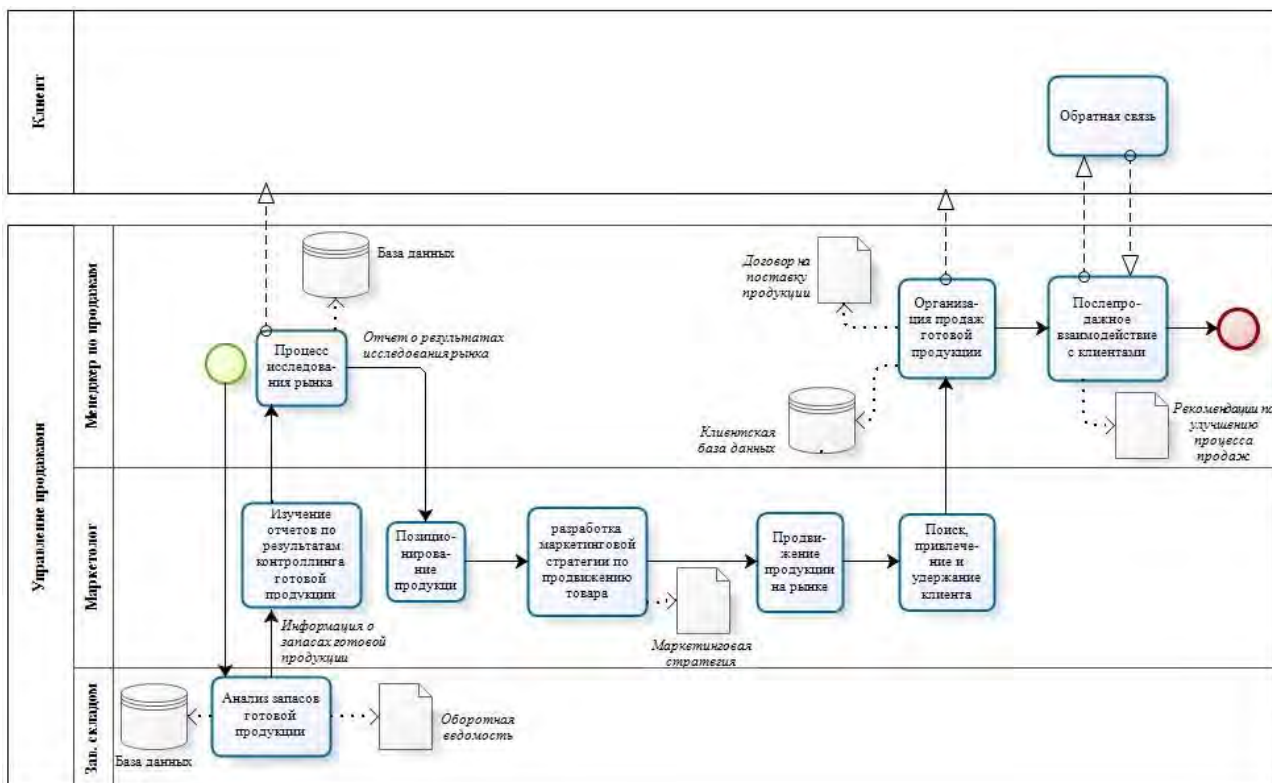 Клиент
Обратная связь
Управление продажами
Менеджер по продажам
База данных
Договор на
поставку
продукции
Организа-
ция продаж
готовой
продукции
Послепро-
дажное
взаимодействие
с клиентами
Процесс
исследова-
ния рынка
Отчет о результатах
исследования рынка
Клиентская
база данных
Рекомендации по
улучшению
процесса
продаж
Маркетолог
Изучение
отчетов по
результатам
контроллинга
готовой
продукции
Позицио-
нирова-
ние
продукци
разработка
маркетинговой
стратегии по
продвижению
товара
Продви-
жение
продукции
на рынке
Поиск,
привлече-
ние и
удержание
клиента
Информация о
запасах готовой
продукции
Маркетинговая
стратегия
Зав. складом
Анализ запасов
готовой
продукции
База данных
Оборотная
ведомость